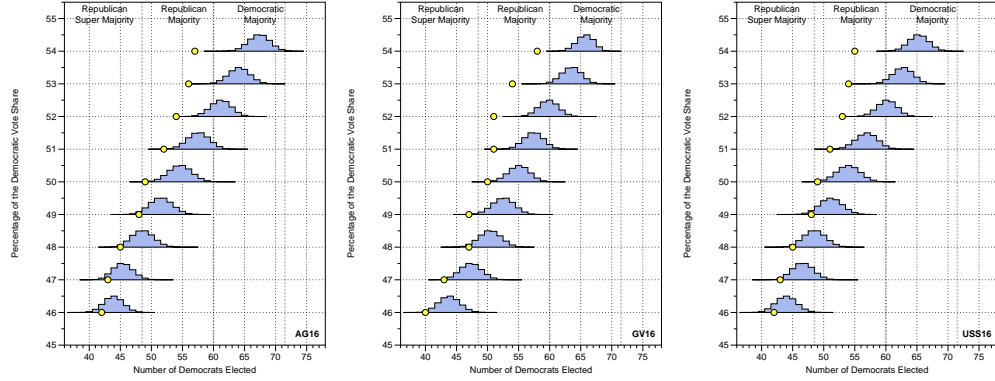 Republican
Super Majority
Republican
Majority
Democratic
Majority
55
54
53
52
51
50
49
48
47
46
45
Percentage of the Democratic Vote Share
AG16
40 45 50 55 60 65 70 75
Number of Democrats Elected
Republican
Super Majority
Republican
Majority
Democratic
Majority
55
54
53
52
51
50
49
48
47
46
45
Percentage of the Democratic Vote Share
GV16
40 45 50 55 60 65 70 75
Number of Democrats Elected
Republican
Super Majority
Republican
Majority
Democratic
Majority
55
54
53
52
51
50
49
48
47
46
45
Percentage of the Democratic Vote Share
USS16
40 45 50 55 60 65 70 75
Number of Democrats Elected